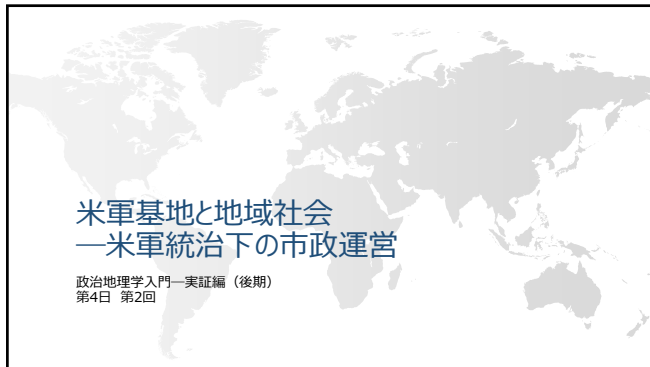 米軍基地と地域社会
―米軍統治下の市政運営
政治地理学入門―実証編（後期）
第4日 第2回